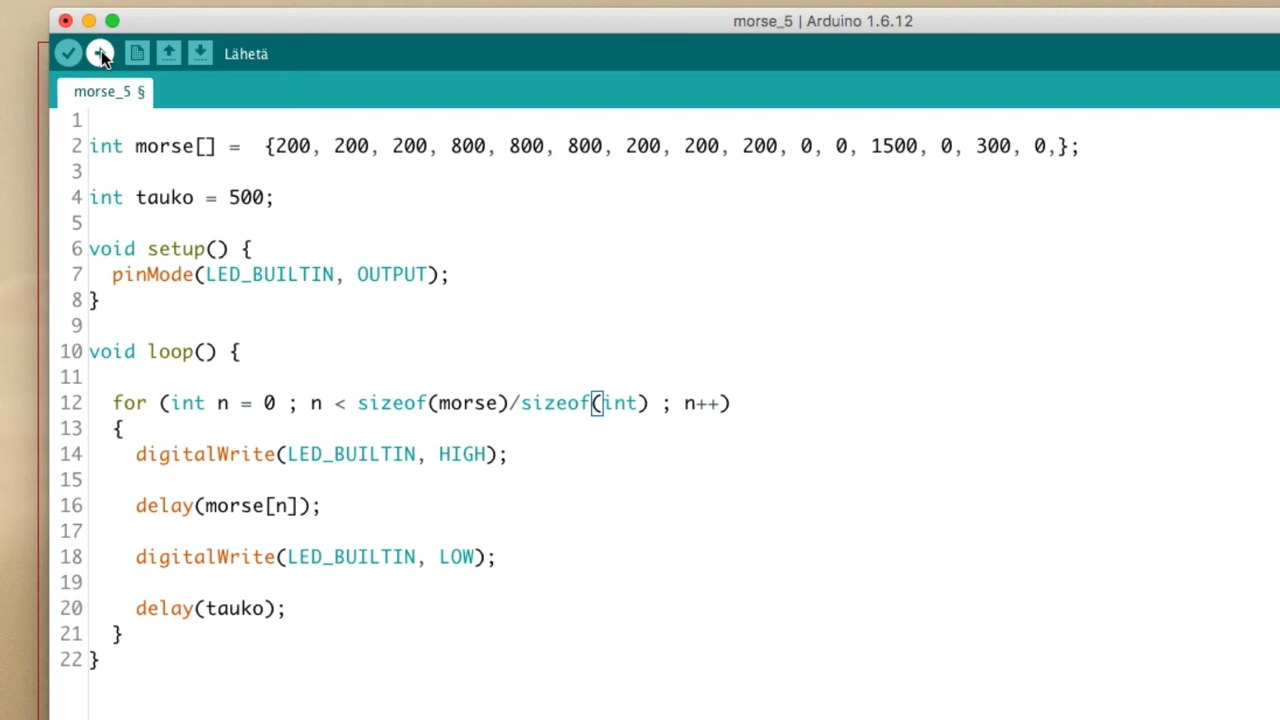 morse_5 | Arduino 1.6.12
Lähetä
morse_5 §
1
2 int morse[] =  {200, 200, 200, 800, 800, 800, 200, 200, 200, 0, 0, 1500, 0, 300, 0,};
3
4 int tauko = 500;
5
6 void setup() {
7   pinMode(LED_BUILTIN, OUTPUT);
8 }
9
10 void loop() {
11
12   for (int n = 0 ; n < sizeof(morse)/sizeof(int) ; n++)
13   {
14     digitalWrite(LED_BUILTIN, HIGH);
15
16     delay(morse[n]);
17
18     digitalWrite(LED_BUILTIN, LOW);
19
20     delay(tauko);
21   }
22 }